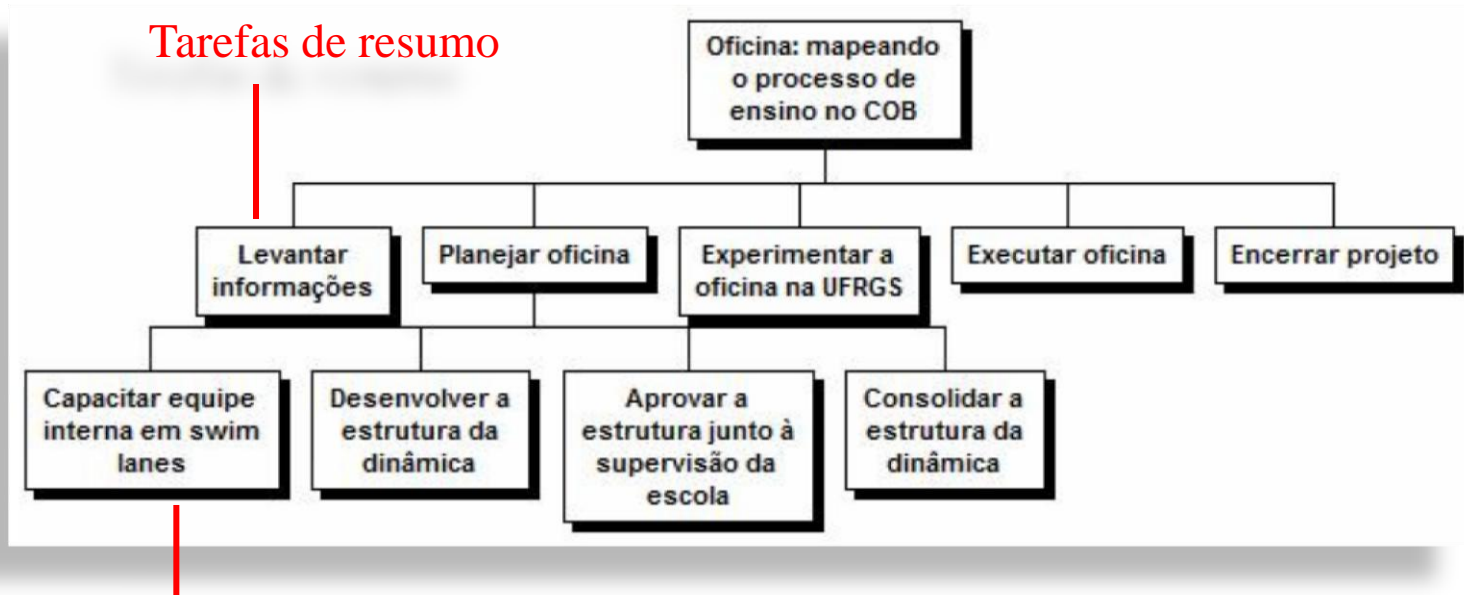 Tarefas de resumo
Oficina: mapeando
o processo de
ensino no COB
Levantar
informações
Planejar oficina
Experimentar a
oficina na UFRGS
Executar oficina
Encerrar projeto
Capacitar equipe
interna em swim
lanes
Desenvolver a
estrutura da
dinâmica
Aprovar a
estrutura junto à
supervisão da
escola
Consolidar a
estrutura da
dinâmica